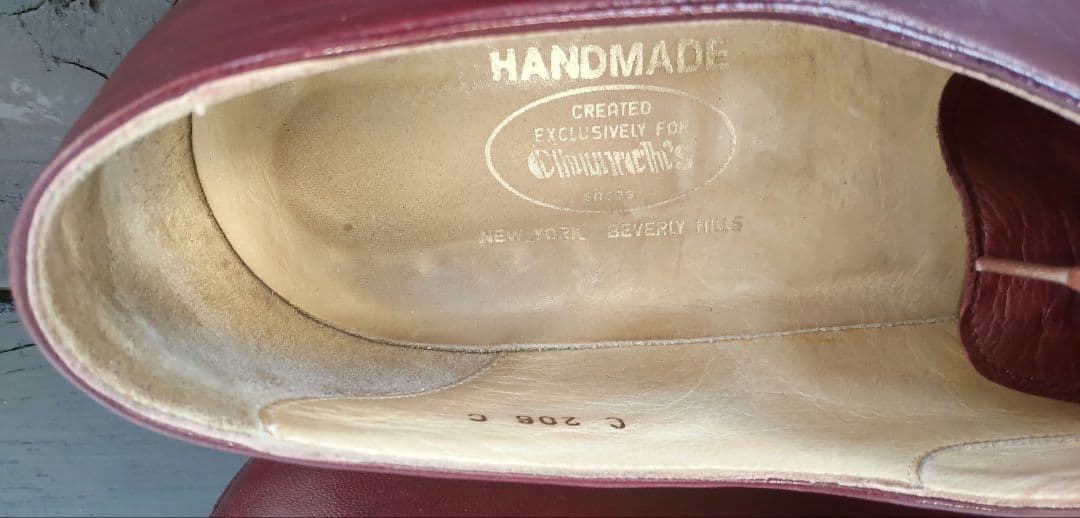 HANDMADE
CREATED
EXCLUSIVELY FOR
Church's
shoes
NEW YORK BEVERLY HILLS
C 206 C